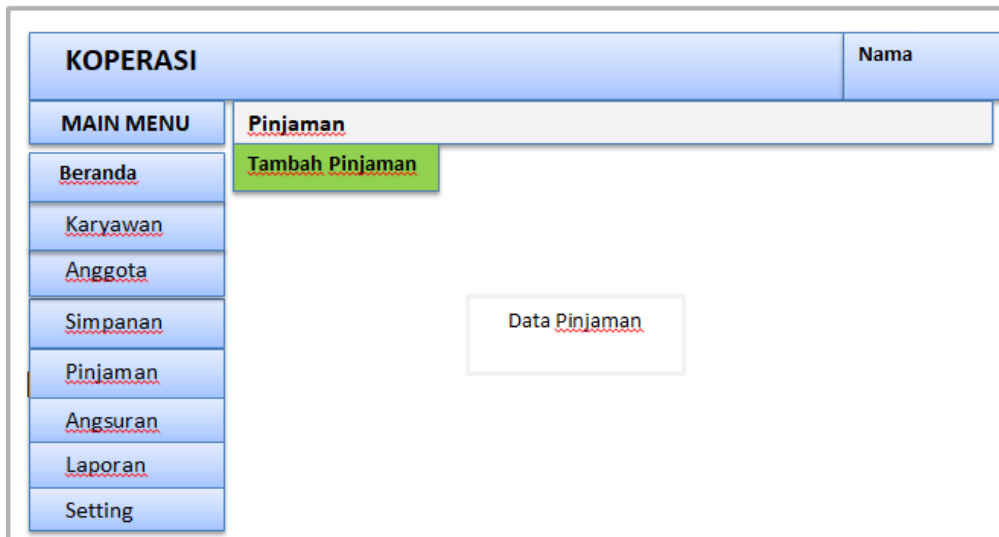 KOPERASI
Nama
MAIN MENU
Pinjaman
Beranda
Tambah Pinjaman
Karyawan
Anggota
Simpanan
Data Pinjaman
Pinjaman
Angsuran
Laporan
Setting